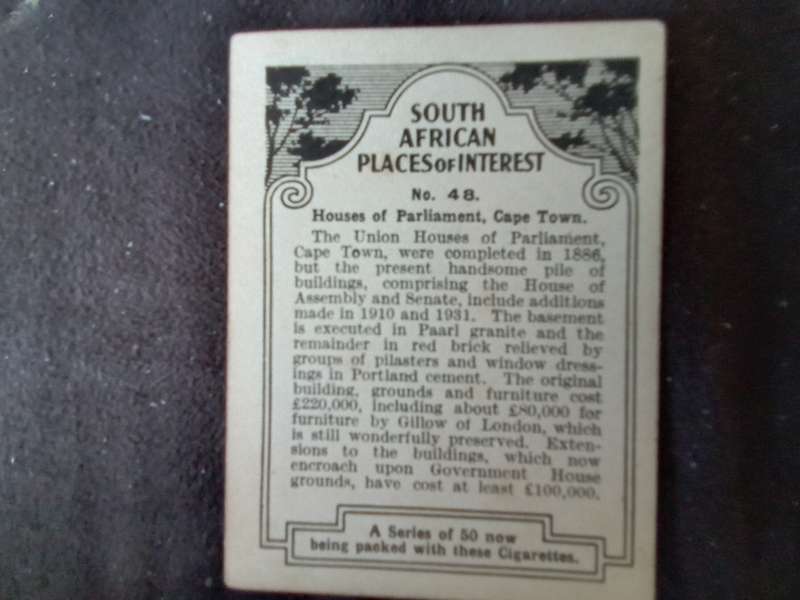 SOUTH
AFRICAN
PLACES OF INTEREST
No. 48.
Houses of Parliament, Cape Town.
The Union Houses of Parliament,
Cape Town, were completed in 1886,
but the present handsome pile of
buildings, comprising the House of
Assembly and Senate, include additions
made in 1910 and 1931. The basement
is executed in Paarl granite and the
remainder in red brick relieved by
groups of pilasters and window dress-
ings in Portland cement. The original
building, grounds and furniture cost
£220,000, including about £80,000 for
furniture by Gillow of London, which
is still wonderfully preserved. Exten-
sions to the buildings, which now
encroach upon Government House
grounds, have cost at least £100,000.
A Series of 50 now
being packed with these Cigarettes.